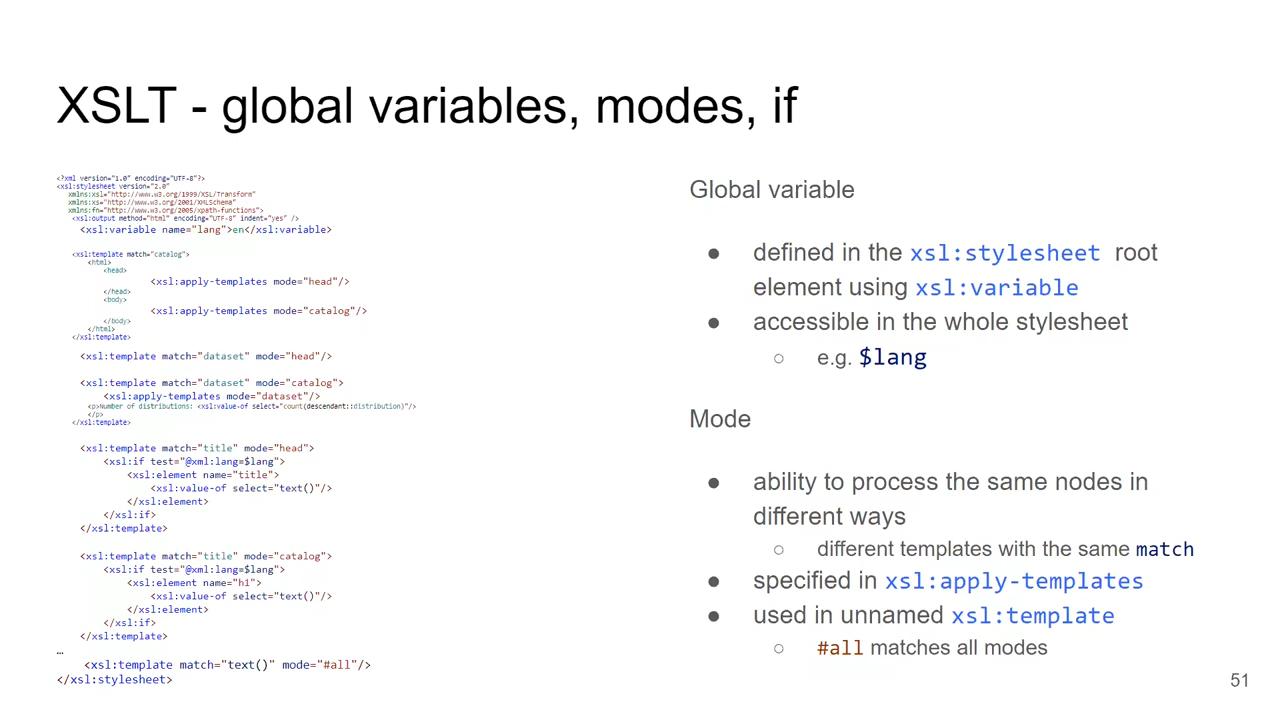 XSLT - global variables, modes, if
<?xml version="1.0" encoding="UTF-8"?>
<xsl:stylesheet version="2.0"
xmlns:xsl="http://www.w3.org/1999/XSL/Transform"
xmlns:xs="http://www.w3.org/2001/XMLSchema"
xmlns:fn="http://www.w3.org/2005/xpath-functions">
<xsl:output method="html" encoding="UTF-8" indent="yes" />
<xsl:variable name="lang">en</xsl:variable>
<xsl:template match="catalog">
<html>
<head>
<xsl:apply-templates mode="head"/>
</head>
<body>
<xsl:apply-templates mode="catalog"/>
</body>
</html>
</xsl:template>
<xsl:template match="dataset" mode="head"/>
<xsl:template match="dataset" mode="catalog">
<xsl:apply-templates mode="dataset"/>
<p>Number of distributions: <xsl:value-of select="count(descendant::distribution)"/>
</p>
</xsl:template>
<xsl:template match="title" mode="head">
<xsl:if test="@xml:lang=$lang">
<xsl:element name="title">
<xsl:value-of select="text()"/>
</xsl:element>
</xsl:if>
</xsl:template>
<xsl:template match="title" mode="catalog">
<xsl:if test="@xml:lang=$lang">
<xsl:element name="h1">
<xsl:value-of select="text()"/>
</xsl:element>
</xsl:if>
</xsl:template>
…
<xsl:template match="text()" mode="#all"/>
</xsl:stylesheet>
Global variable
● defined in the xsl:stylesheet root
element using xsl:variable
● accessible in the whole stylesheet
○ e.g. $lang
Mode
● ability to process the same nodes in
different ways
○ different templates with the same match
● specified in xsl:apply-templates
● used in unnamed xsl:template
○ #all matches all modes
51